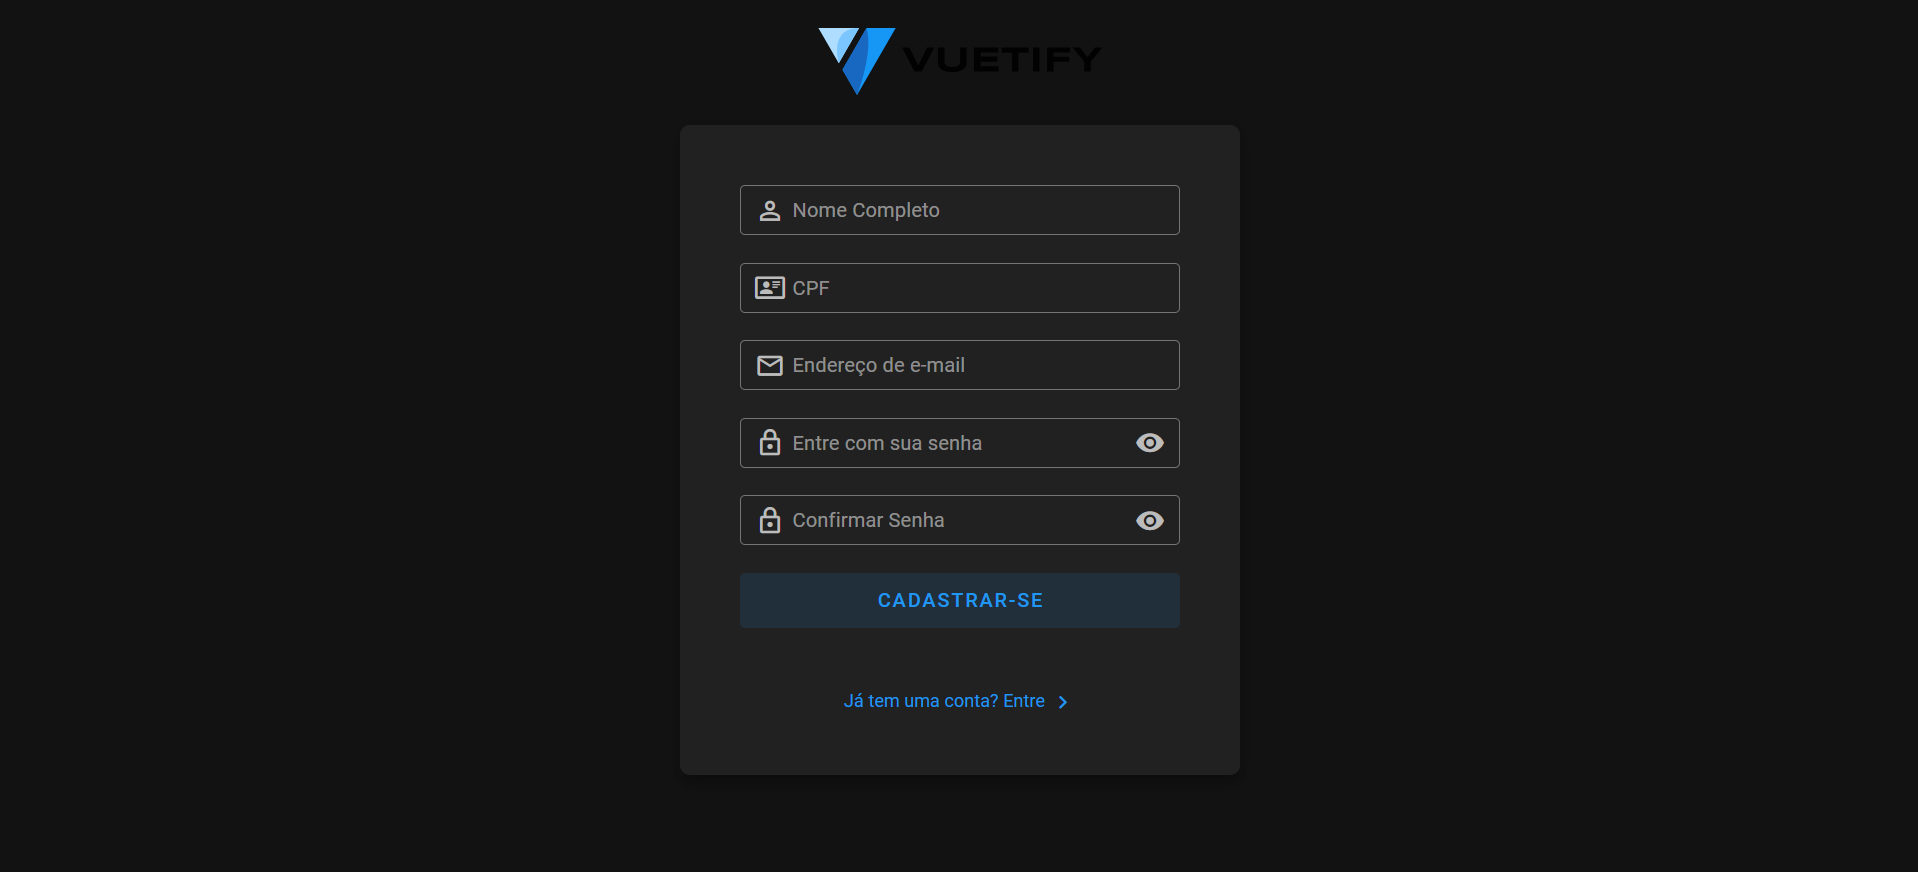 VUETIFY
Nome Completo
CPF
Endereço de e-mail
Entre com sua senha
Confirmar Senha
CADASTRAR-SE
Já tem uma conta? Entre